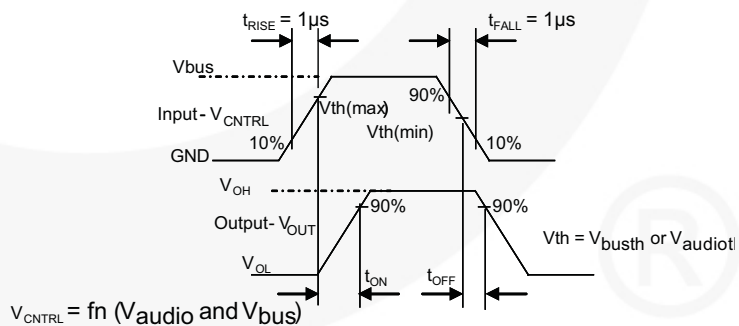 tRISE = 1µs
tFALL = 1µs
Vbus
90%
Vth(max)
Input - VCNTRL
Vth(min)
10%
10%
GND
VOH
90%
90%
Output - VOUT
Vth = Vbusth or
VOL
tON
tOFF
VCNTRL = fn (Vaudio and Vbus)
®